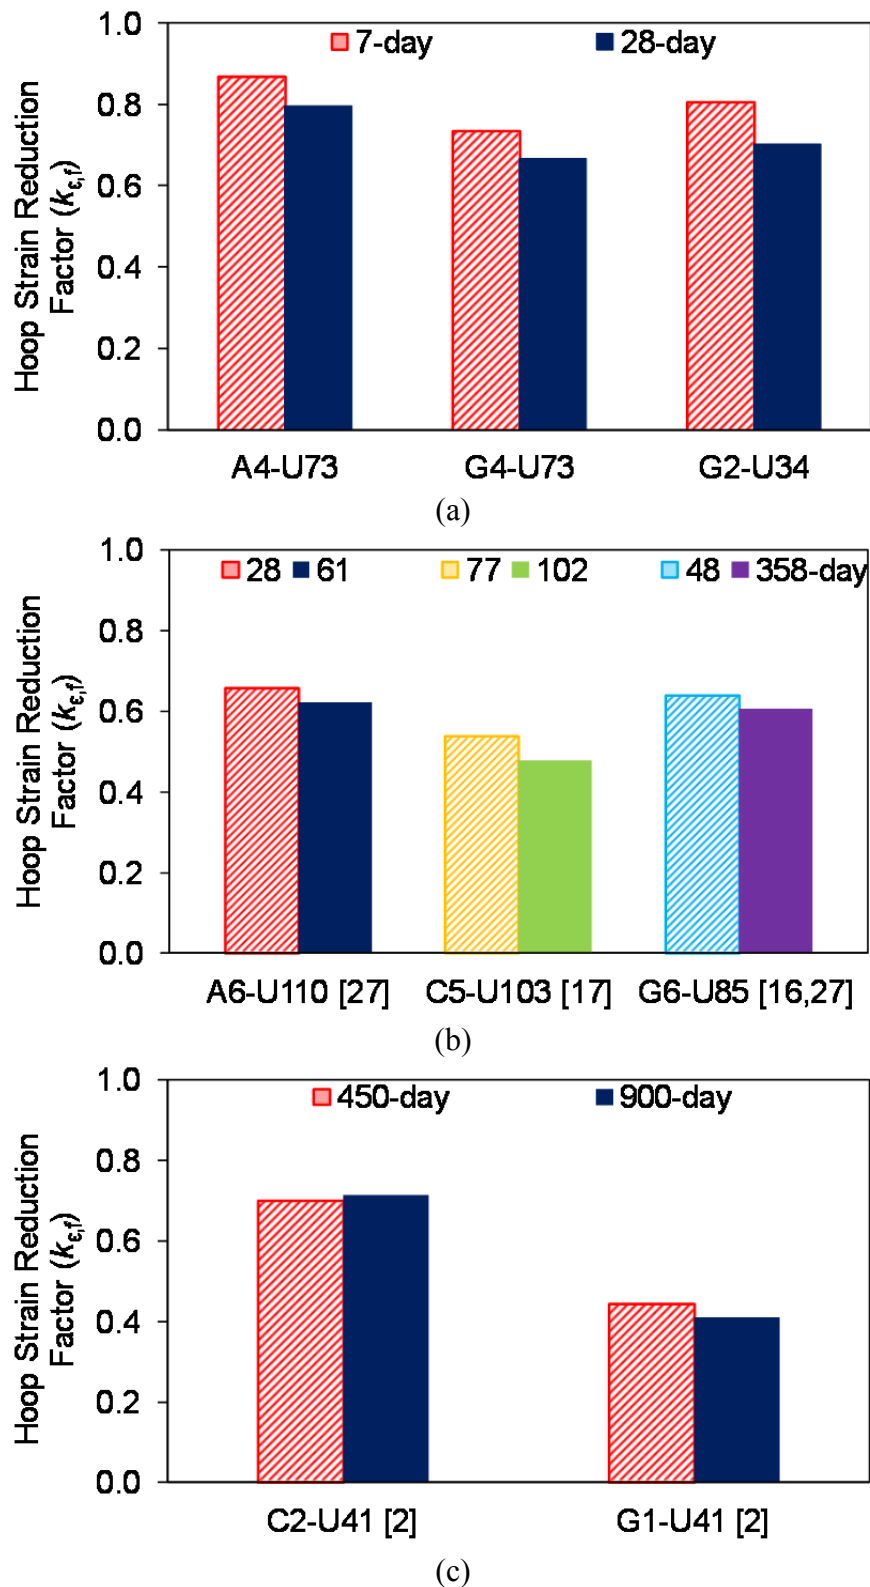 Hoop Strain Reduction
Factor (kε,f)
1.0
0.8
0.6
0.4
0.2
0.0
7-day 28-day
A4-U73 G4-U73 G2-U34
(a)
Hoop Strain Reduction
Factor (kε,f)
1.0
0.8
0.6
0.4
0.2
0.0
28 61 77 102 48 358-day
A6-U110 [27] C5-U103 [17] G6-U85 [16,27]
(b)
Hoop Strain Reduction
Factor (kε,f)
1.0
0.8
0.6
0.4
0.2
0.0
450-day 900-day
C2-U41 [2] G1-U41 [2]
(c)